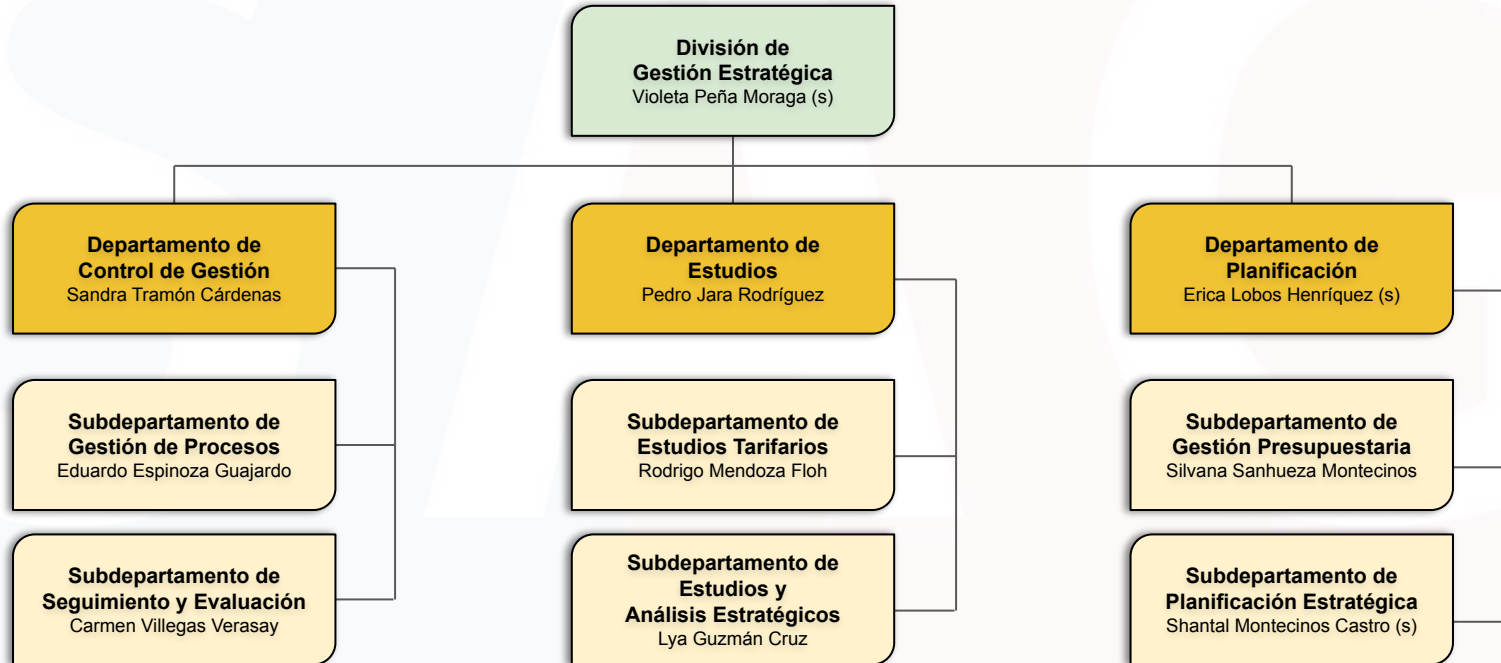 División de
Gestión Estratégica
Violeta Peña Moraga (s)
Departamento de
Control de Gestión
Sandra Tramón Cárdenas
Departamento de
Estudios
Pedro Jara Rodríguez
Departamento de
Planificación
Erica Lobos Henríquez (s)
Subdepartamento de
Gestión de Procesos
Eduardo Espinoza Guajardo
Subdepartamento de
Estudios Tarifarios
Rodrigo Mendoza Floh
Subdepartamento de
Gestión Presupuestaria
Silvana Sanhueza Montecinos
Subdepartamento de
Seguimiento y Evaluación
Carmen Villegas Verasay
Subdepartamento de
Estudios y
Análisis Estratégicos
Lya Guzmán Cruz
Subdepartamento de
Planificación Estratégica
Shantal Montecinos Castro (s)